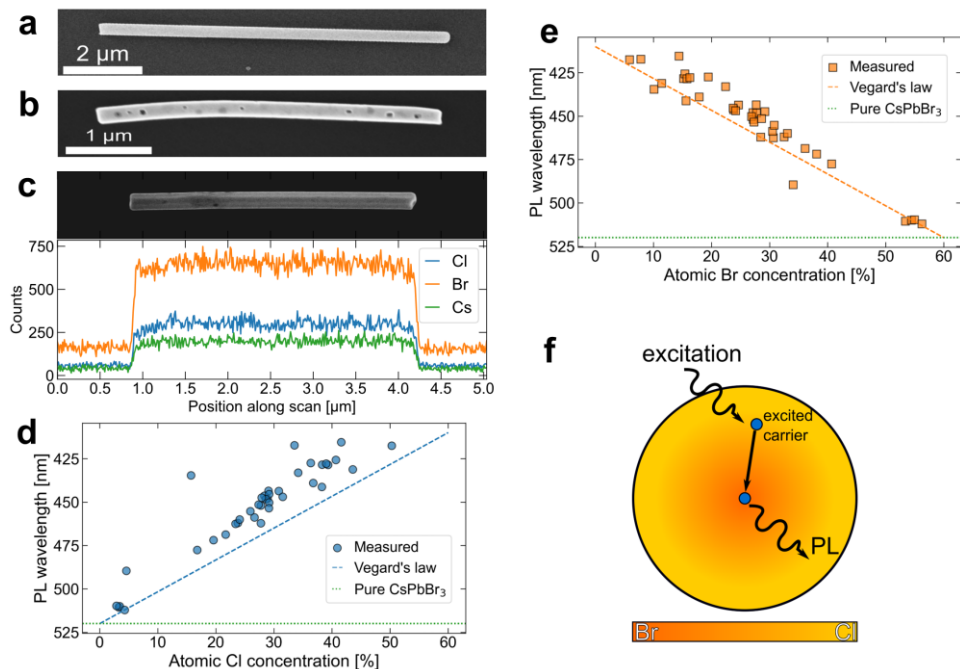 a
2 µm
b
1 µm
c
750
500
250
0
Counts
Cl
Br
Cs
0.0 0.5 1.0 1.5 2.0 2.5 3.0 3.5 4.0 4.5 5.0
Position along scan [µm]
d
425
450
475
500
525
PL wavelength [nm]
Measured
Vegard's law
Pure CsPbBr₃
0 10 20 30 40 50 60
Atomic Cl concentration [%]
e
425
450
475
500
525
PL wavelength [nm]
Measured
Vegard's law
Pure CsPbBr₃
0 10 20 30 40 50 60
Atomic Br concentration [%]
f
excitation
excited
carrier
PL
Br Cl